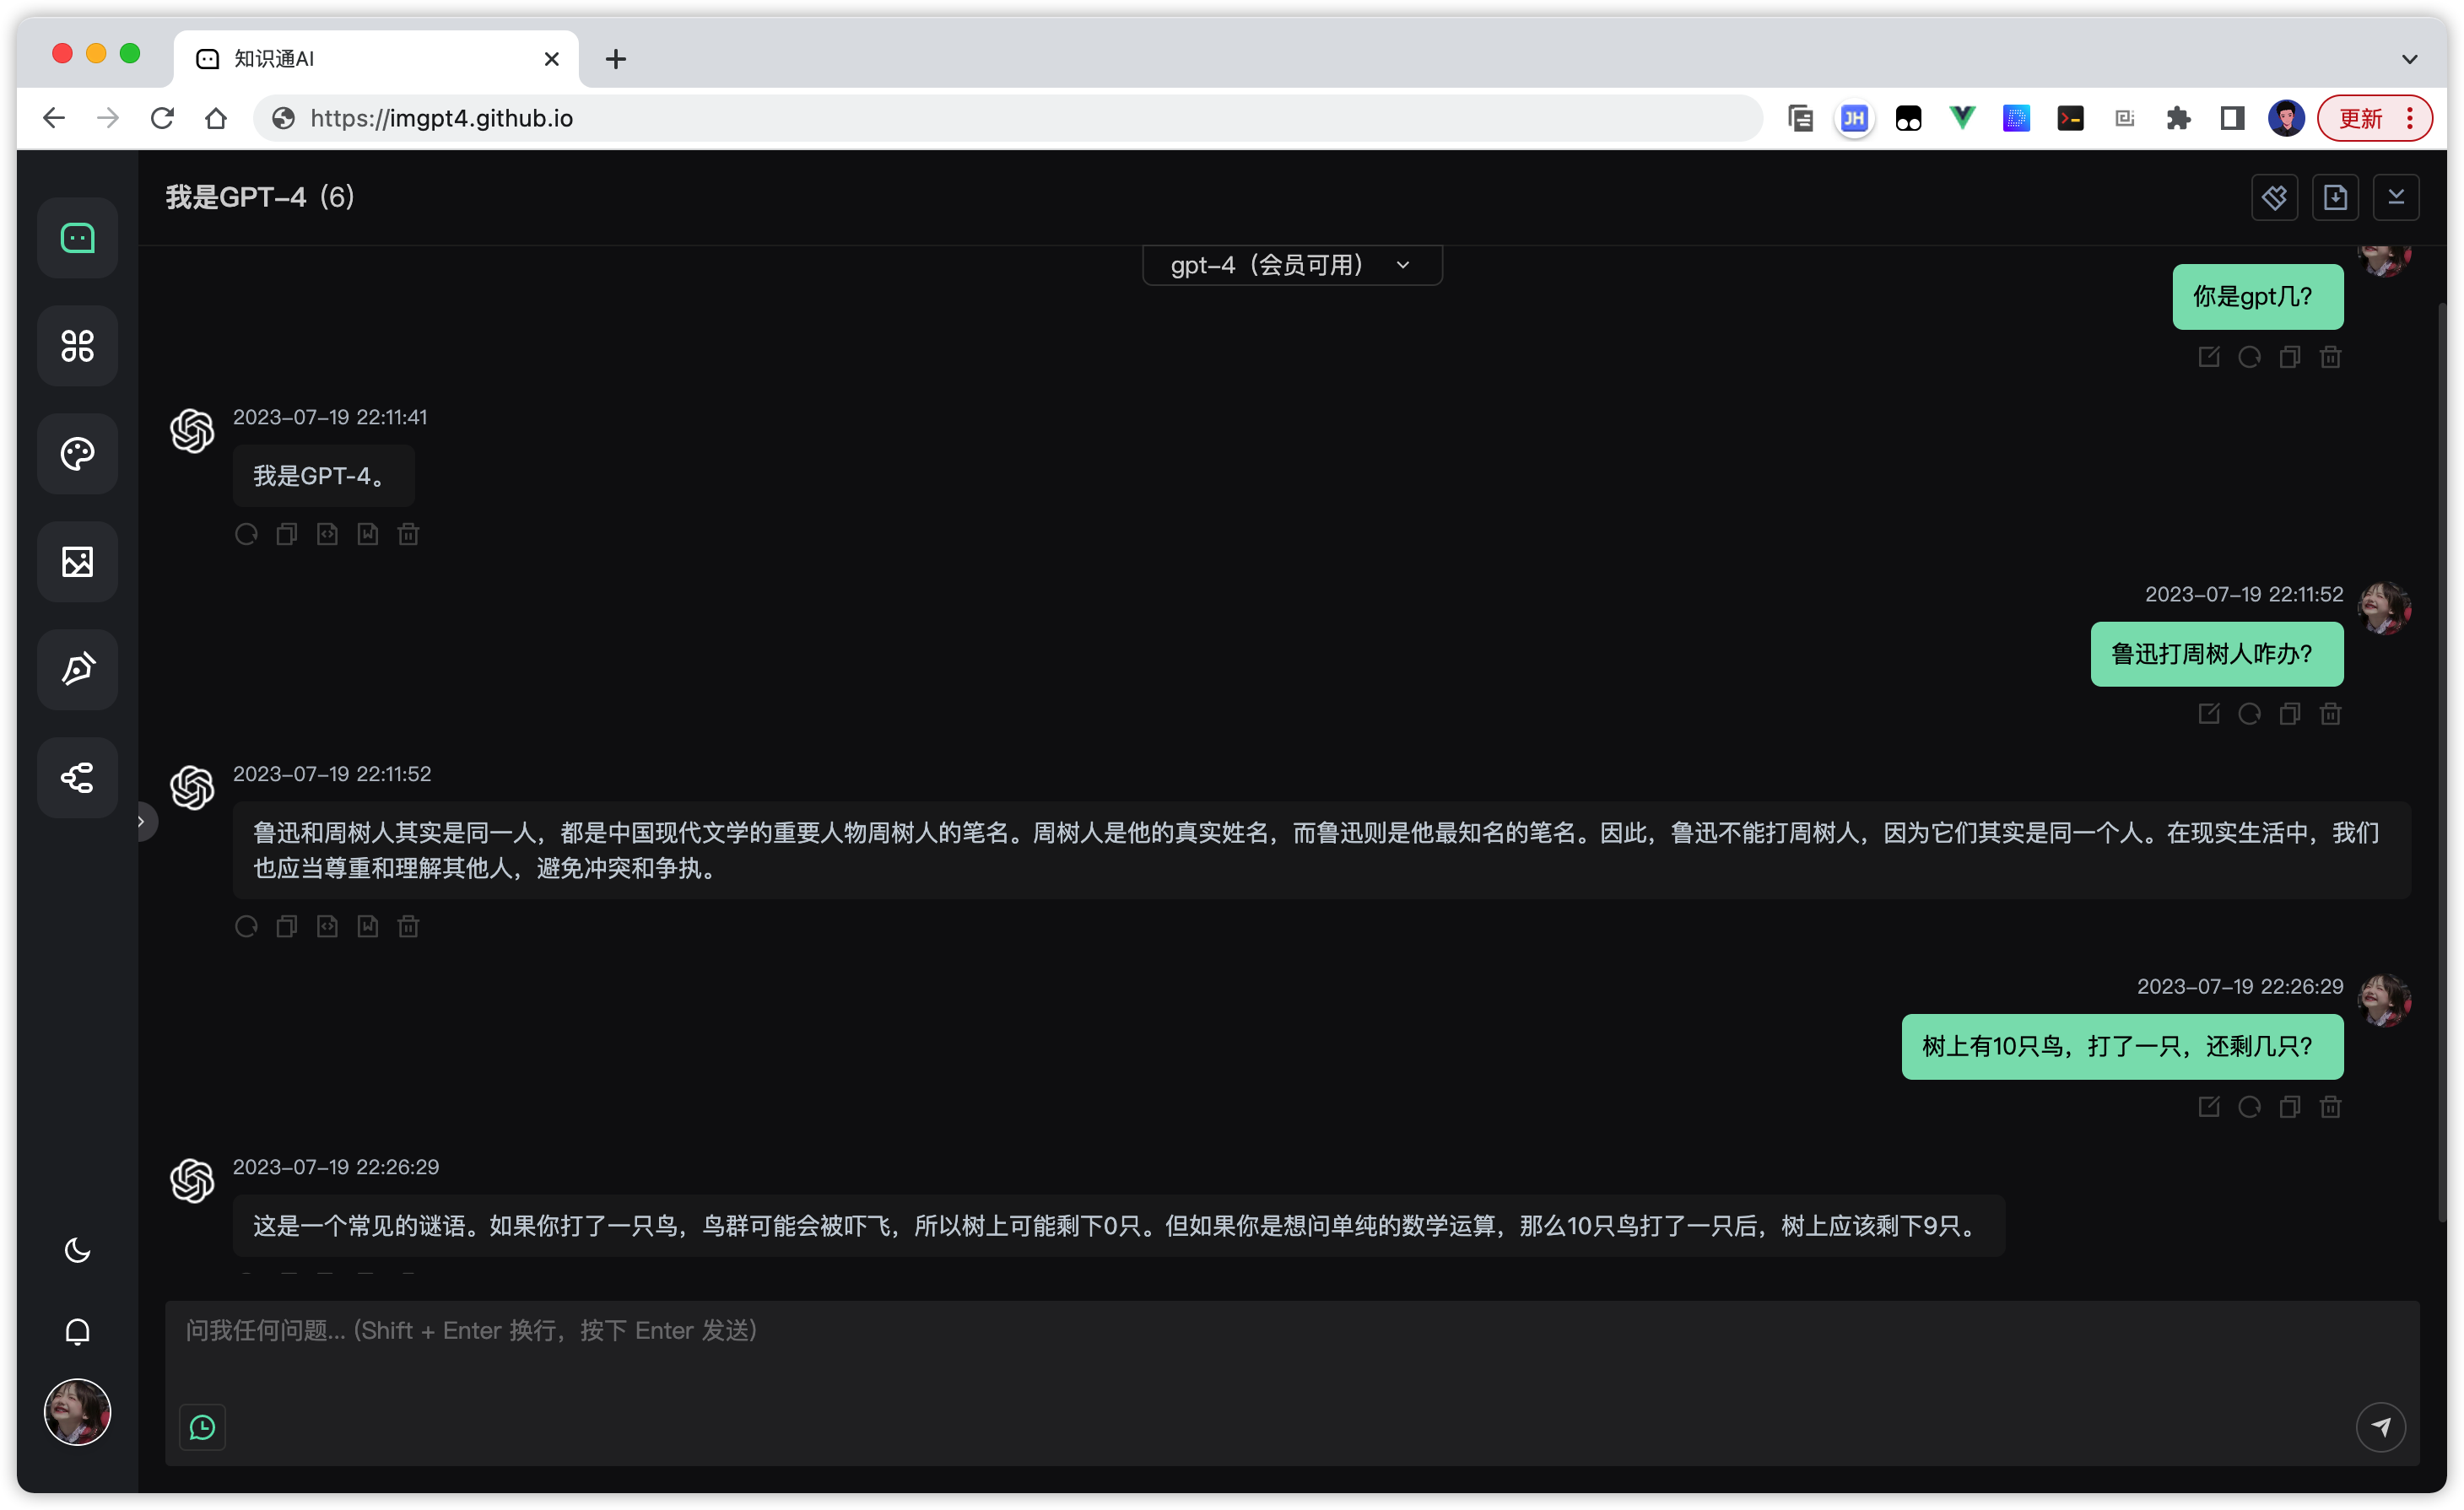 知识通AI
https://imgpt4.github.io
JH
更新
我是GPT-4 (6)
gpt-4（会员可用）
你是gpt几？
2023-07-19 22:11:41
我是GPT-4。
2023-07-19 22:11:52
鲁迅打周树人咋办？
2023-07-19 22:11:52
鲁迅和周树人其实是同一人，都是中国现代文学的重要人物周树人的笔名。周树人是他的真实姓名，而鲁迅则是他最知名的笔名。因此，鲁迅不能打周树人，因为它们其实是同一个人。在现实生活中，我们
也应当尊重和理解其他人，避免冲突和争执。
2023-07-19 22:26:29
树上有10只鸟，打了一只，还剩几只？
2023-07-19 22:26:29
这是一个常见的谜语。如果你打了一只鸟，鸟群可能会被吓飞，所以树上可能剩下0只。但如果你是想问单纯的数学运算，那么10只鸟打了一只后，树上应该剩下9只。
问我任何问题... (Shift + Enter 换行，按下 Enter 发送)